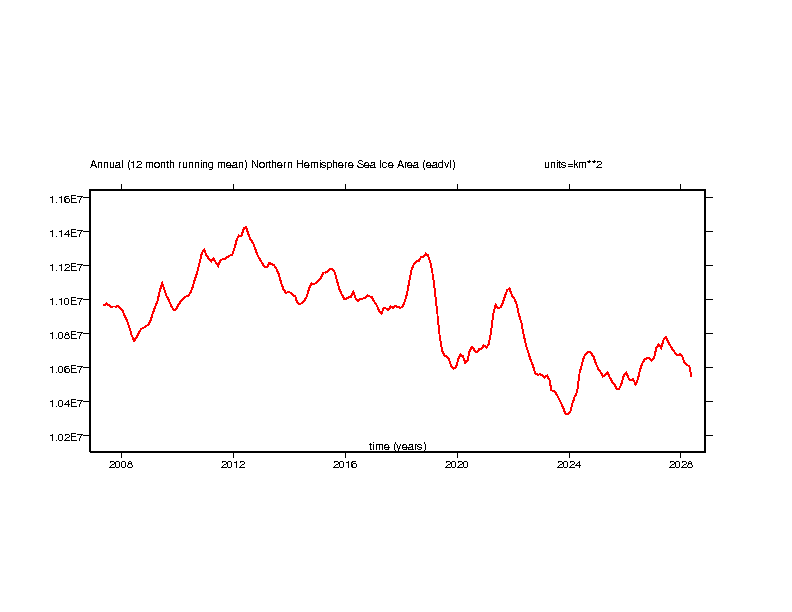 Annual (12 month running mean) Northern Hemisphere Sea Ice Area (eadvl) units=km**2
1.16E7
1.14E7
1.12E7
1.10E7
1.08E7
1.06E7
1.04E7
1.02E7
time (years)
2008 2012 2016 2020 2024 2028